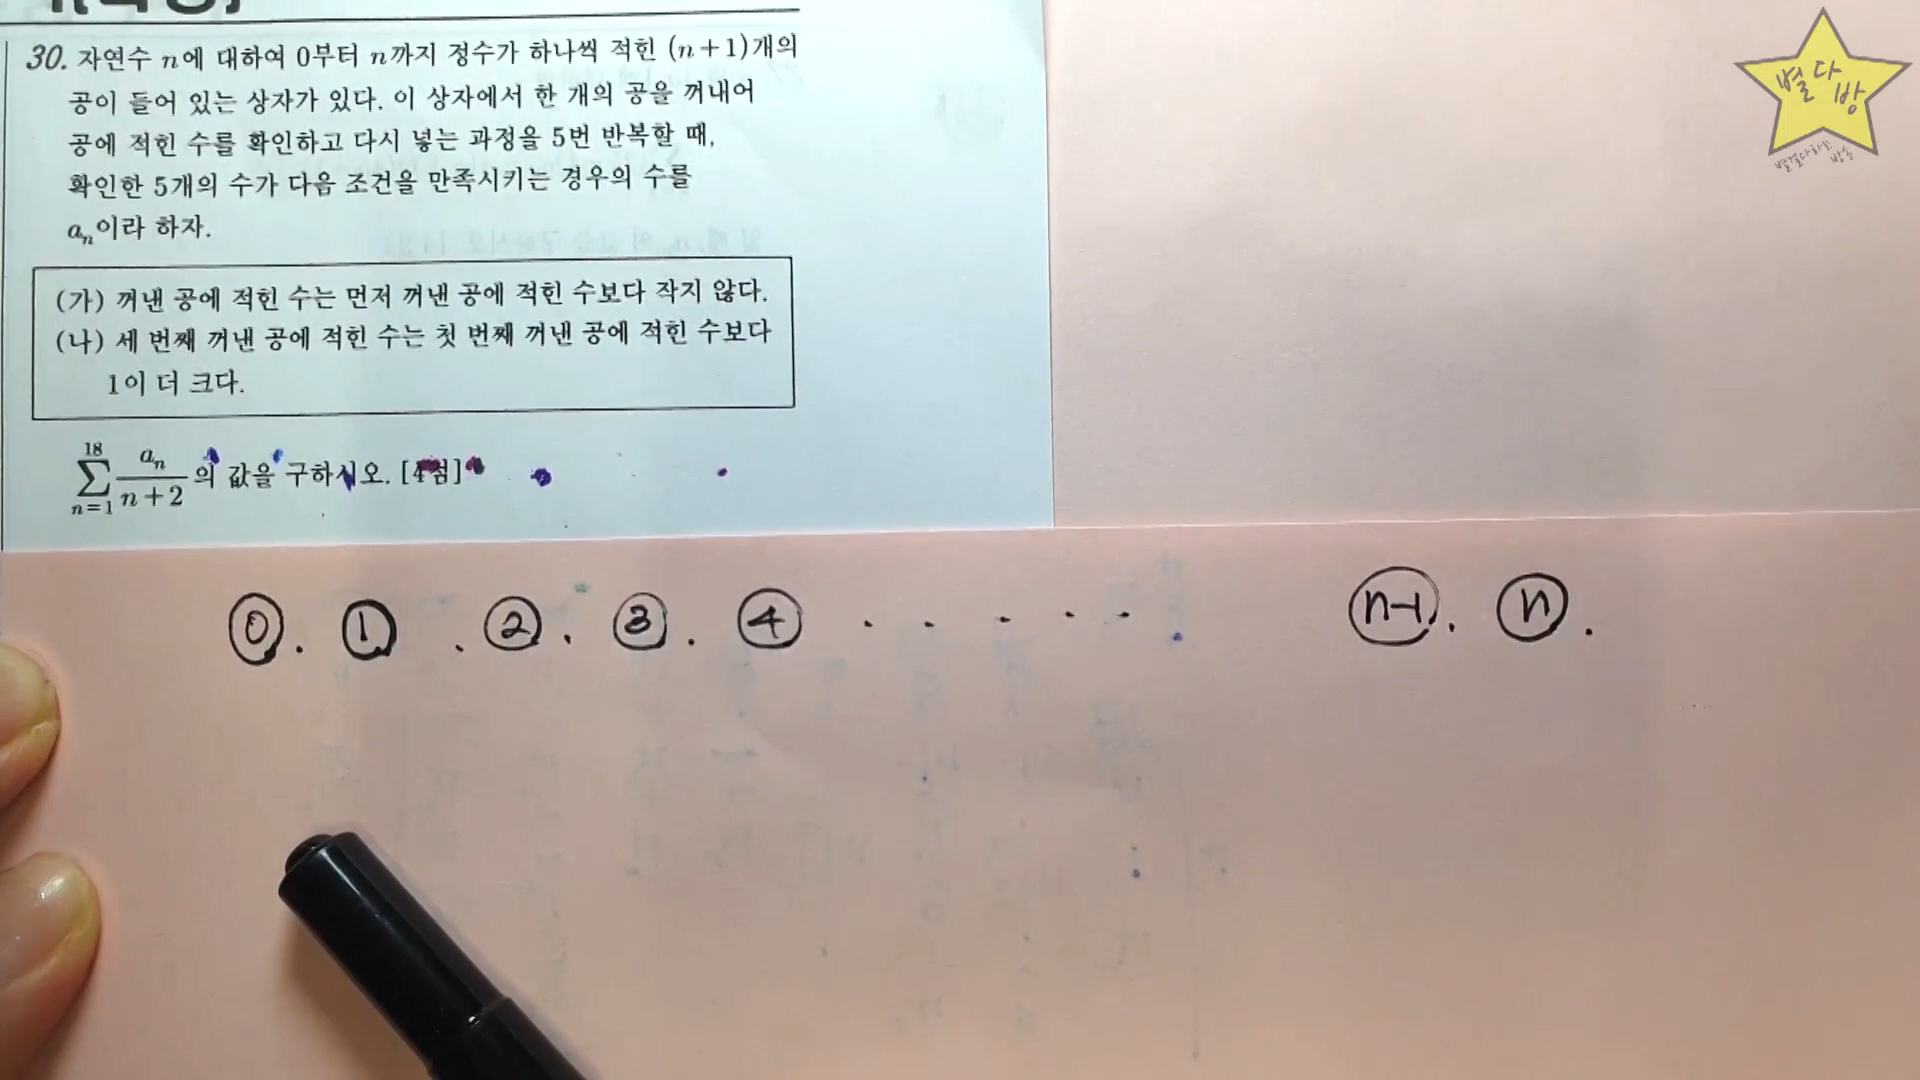 30. 자연수 n에 대하여 0부터 n까지 정수가 하나씩 적힌 (n+1)개의
공이 들어 있는 상자가 있다. 이 상자에서 한 개의 공을 꺼내어
공에 적힌 수를 확인하고 다시 넣는 과정을 5번 반복할 때,
확인한 5개의 수가 다음 조건을 만족시키는 경우의 수를
aₙ이라 하자.
(가) 꺼낸 공에 적힌 수는 먼저 꺼낸 공에 적힌 수보다 작지 않다.
(나) 세 번째 꺼낸 공에 적힌 수는 첫 번째 꺼낸 공에 적힌 수보다
1이 더 크다.
∑_{n=1}^{18} aₙ/(n+2) 의 값을 구하시오. [4점]
⓪. ①. ②. ③. ④ · · · · · (n-1). (n).
별다방
별걸다하는
방송